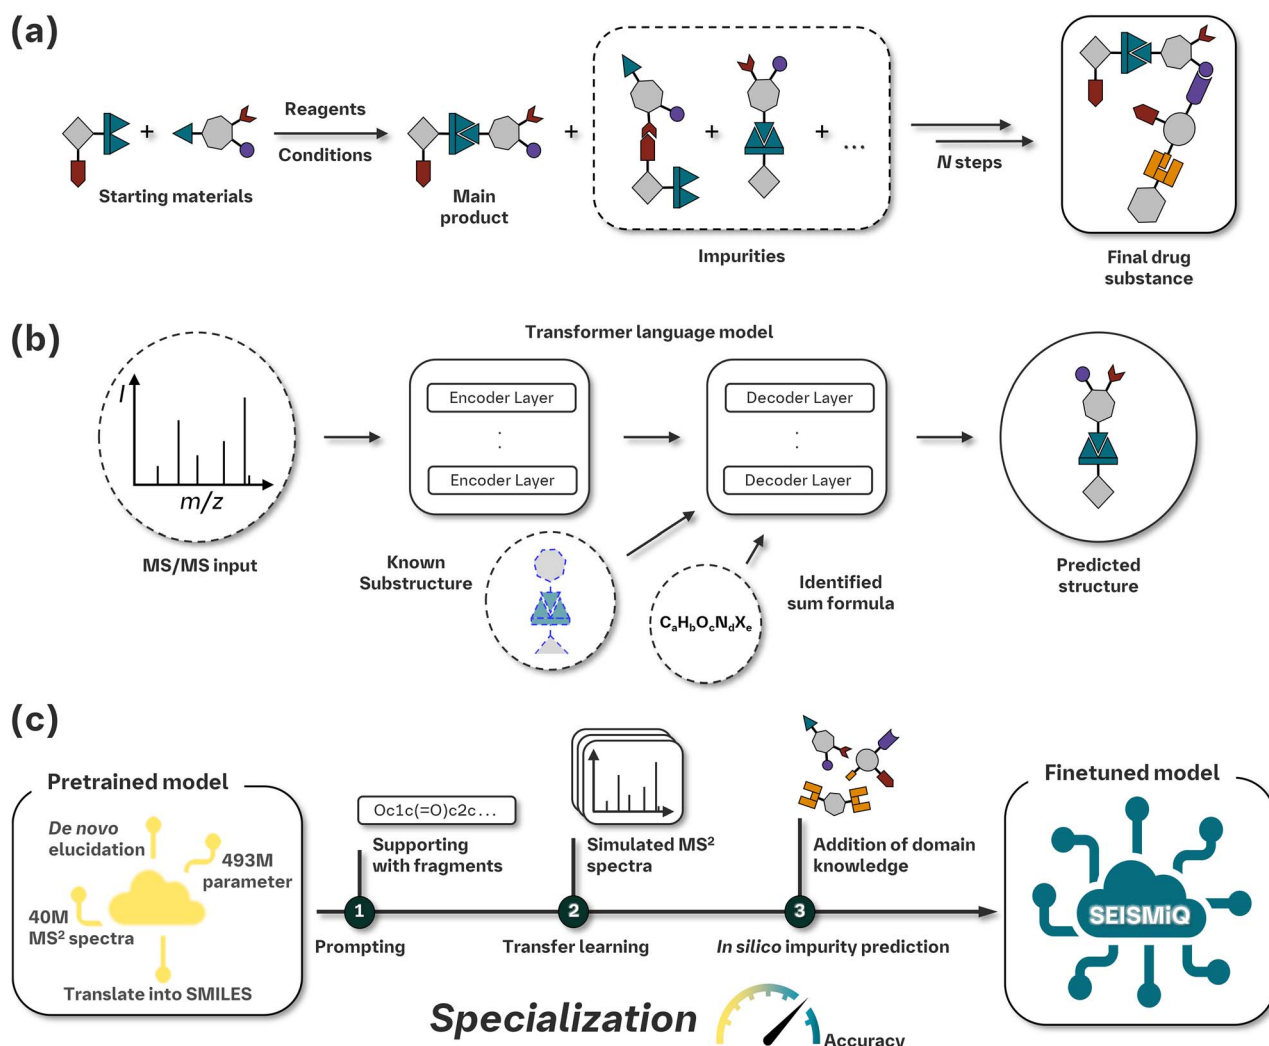 (a)
Reagents
Conditions
Starting materials
+
Main
product
+
+
+
...
Impurities
N steps
Final drug
substance
(b)
Transformer language model
I
m/z
MS/MS input
Encoder Layer
:
Encoder Layer
Decoder Layer
:
Decoder Layer
Known
Substructure
CₐHbOcNdXₑ
Identified
sum formula
Predicted
structure
(c)
Pretrained model
De novo
elucidation
493M
parameter
40M
MS² spectra
Translate into SMILES
Oc1c(=O)c2c...
Supporting
with fragments
1
Prompting
Simulated MS²
spectra
2
Transfer learning
Addition of domain
knowledge
3
In silico impurity prediction
Finetuned model
SEISMiQ
Specialization
Accuracy